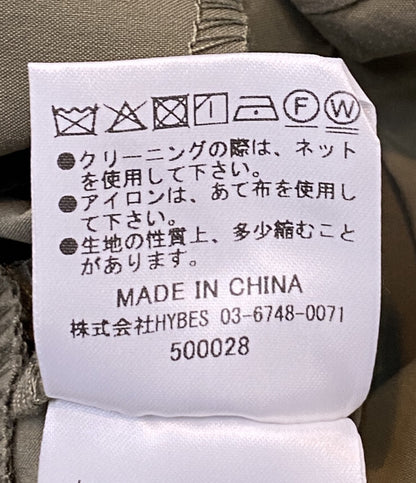 F W
●クリーニングの際は、ネット
を使用して下さい。
●アイロンは、あて布を使用し
て下さい。
●生地の性質上、多少縮むこと
があります。
MADE IN CHINA
株式会社HYBES 03-6748-0071
500028